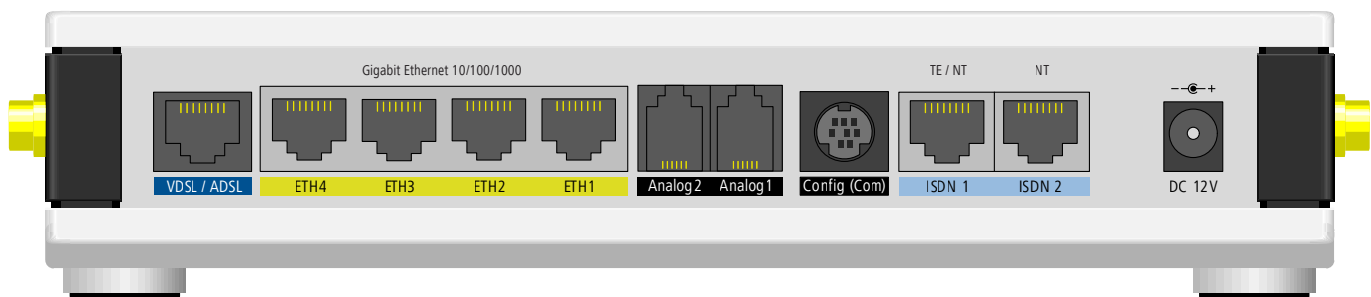 Gigabit Ethernet 10/100/1000
TE / NT
NT
VDSL / ADSL
ETH4
ETH3
ETH2
ETH1
Analog2
Analog1
Config (Com)
ISDN 1
ISDN 2
DC 12V